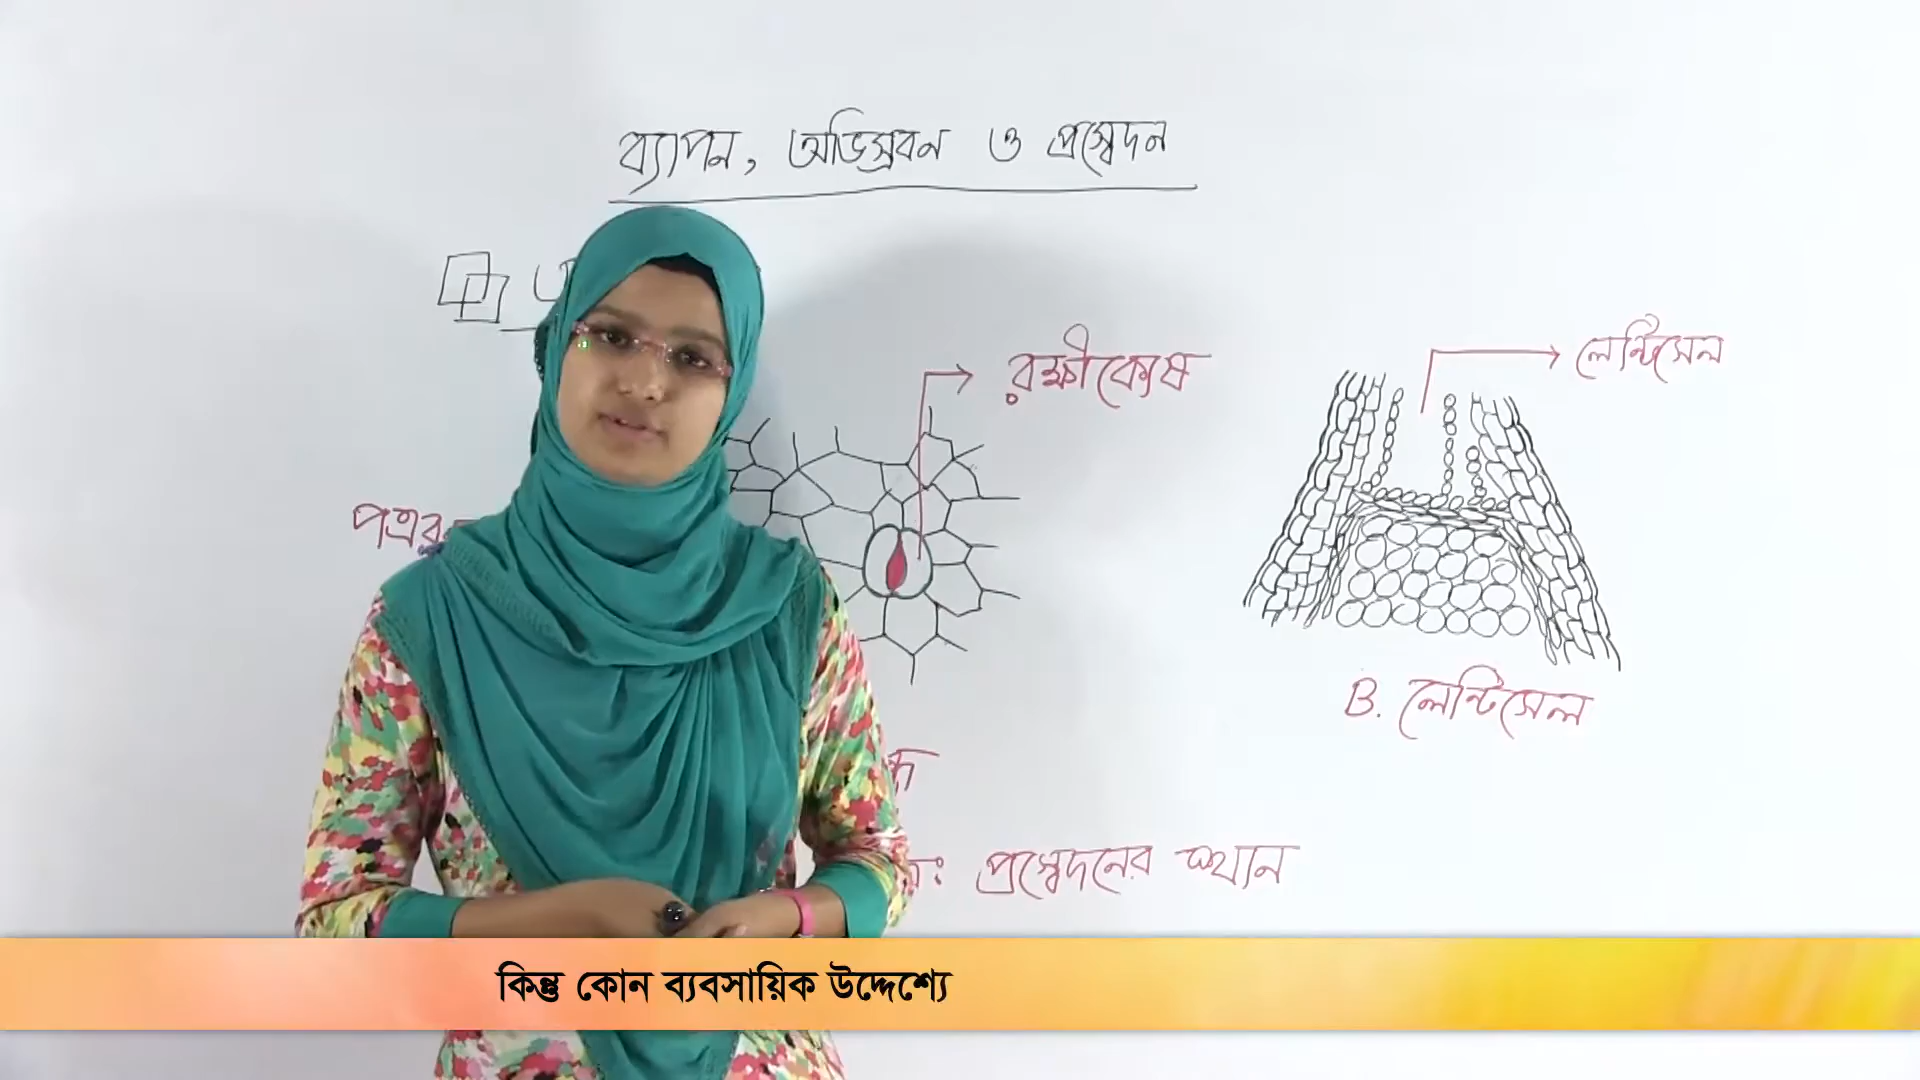 ব্যাপন, অভিস্রবন ও প্রস্বেদন
রক্ষীকোষ
লেন্টিসেল
B. লেন্টিসেল
প্রস্বেদনের স্থান
কিন্তু কোন ব্যবসায়িক উদ্দেশ্যে